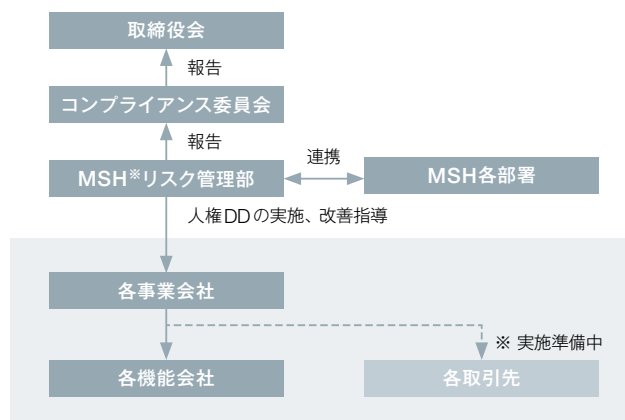 取締役会
報告
コンプライアンス委員会
報告
MSH※リスク管理部
連携
MSH各部署
人権DDの実施、改善指導
各事業会社
※ 実施準備中
各機能会社
各取引先